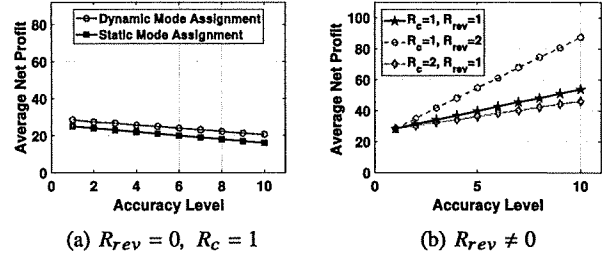 Dynamic Mode Assignment
Static Mode Assignment
Average Net Profit
80
60
40
20
0
0 2 4 6 8 10
Accuracy Level
(a) R_rev = 0, R_c = 1
R_c=1, R_rev=1
R_c=1, R_rev=2
R_c=2, R_rev=1
Average Net Profit
100
80
60
40
20
0 5 10
Accuracy Level
(b) R_rev ≠ 0